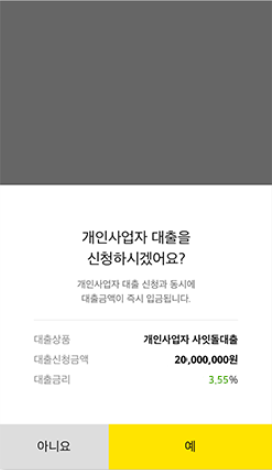 개인사업자 대출을
신청하시겠어요?
개인사업자 대출 신청과 동시에
대출금액이 즉시 입금됩니다.
대출상품 개인사업자 사잇돌대출
대출신청금액 20,000,000원
대출금리 3.55%
아니요 예